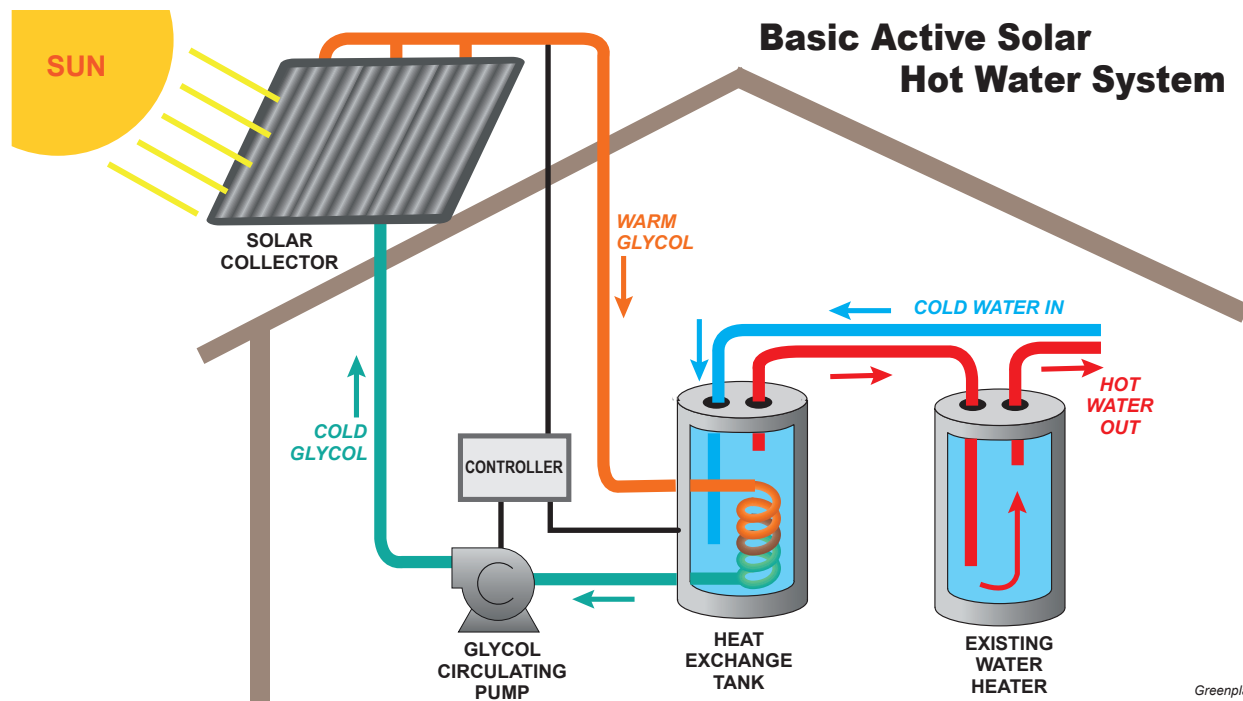 Basic Active Solar
Hot Water System
SUN
SOLAR
COLLECTOR
WARM
GLYCOL
COLD WATER IN
HOT
WATER
OUT
COLD
GLYCOL
CONTROLLER
GLYCOL
CIRCULATING
PUMP
HEAT
EXCHANGE
TANK
EXISTING
WATER
HEATER